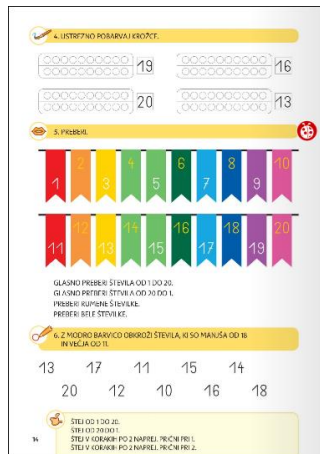 4. USTREZNO POBARVAJ KROŽCE.
19 16
20 13
5. PREBERI.
1 2 3 4 5 6 7 8 9 10
11 12 13 14 15 16 17 18 19 20
GLASNO PREBERI ŠTEVILA OD 1 DO 20.
GLASNO PREBERI ŠTEVILA OD 20 DO 1.
PREBERI RUMENE ŠTEVILKE.
PREBERI BELE ŠTEVILKE.
6. Z MODRO BARVICO OBKROŽI ŠTEVILA, KI SO MANJŠA OD 18
IN VEČJA OD 11.
13 17 11 15 14
20 12 10 16 18
ŠTEJ OD 1 DO 20.
ŠTEJ OD 20 DO 1.
ŠTEJ V KORAKIH PO 2 NAPREJ. PRIČNI PRI 1.
ŠTEJ V KORAKIH PO 2 NAPREJ. PRIČNI PRI 2.
14